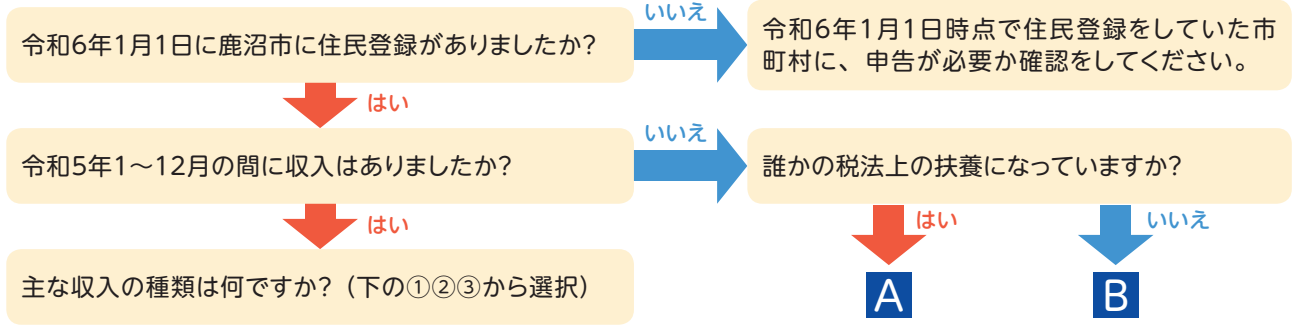 令和6年1月1日に鹿沼市に住民登録がありましたか?
いいえ
令和6年1月1日時点で住民登録をしていた市
町村に、申告が必要か確認をしてください。
はい
令和5年1～12月の間に収入はありましたか?
いいえ
誰かの税法上の扶養になっていますか?
はい
主な収入の種類は何ですか?（下の①②③から選択）
はい
いいえ
A
B